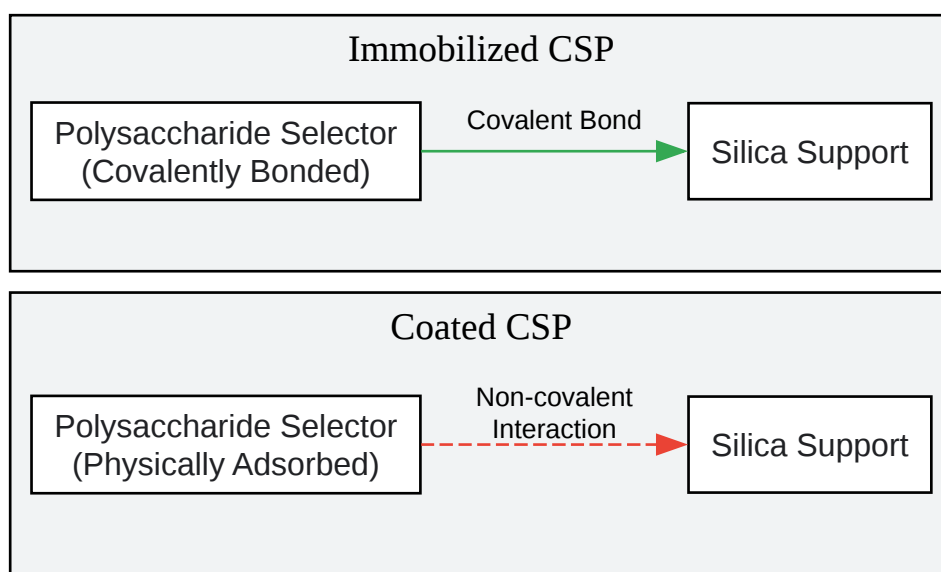 Immobilized CSP
Polysaccharide Selector
(Covalently Bonded)
Covalent Bond
Silica Support
Coated CSP
Polysaccharide Selector
(Physically Adsorbed)
Non-covalent
Interaction
Silica Support